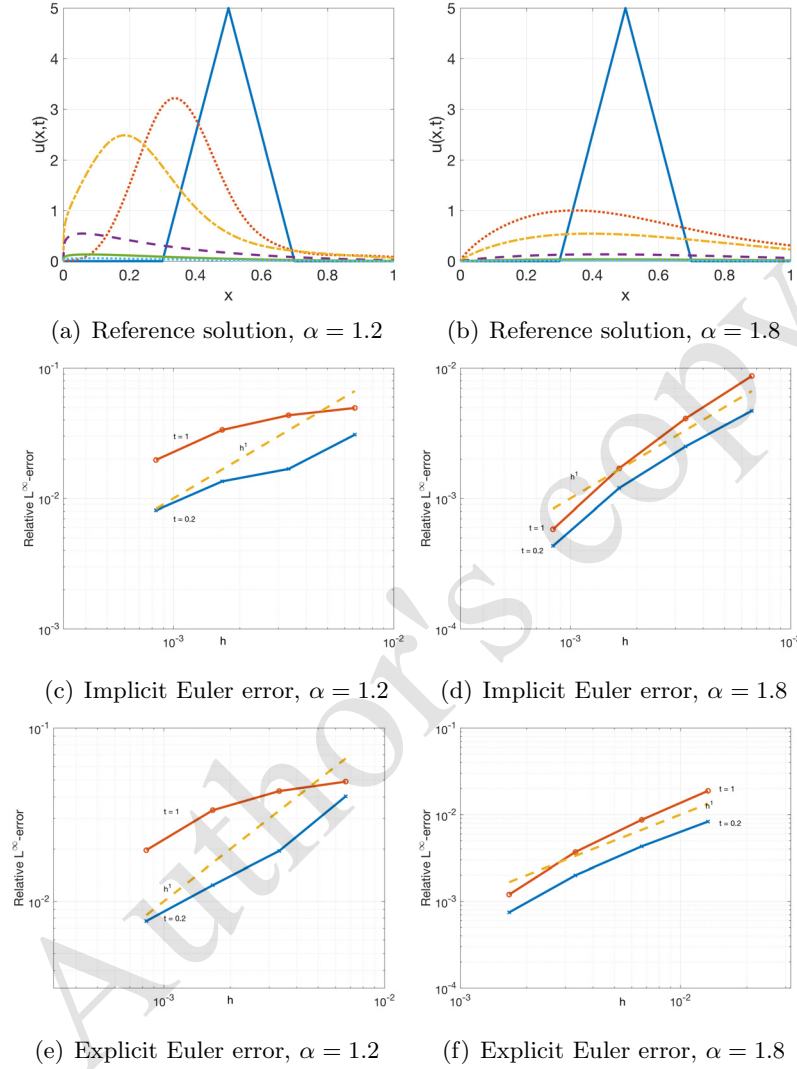 5
4
3
2
1
0
u(x,t)
0 0.2 0.4 0.6 0.8 1
x
(a) Reference solution, α = 1.2
5
4
3
2
1
0
u(x,t)
0 0.2 0.4 0.6 0.8 1
x
(b) Reference solution, α = 1.8
10⁻¹
10⁻²
10⁻³
Relative L∞-error
t = 1
h¹
t = 0.2
10⁻³ 10⁻²
h
(c) Implicit Euler error, α = 1.2
10⁻²
10⁻³
10⁻⁴
Relative L∞-error
h¹
t = 1
t = 0.2
10⁻³
h
(d) Implicit Euler error, α = 1.8
10⁻¹
10⁻²
Relative L∞-error
t = 1
h¹
t = 0.2
10⁻³ 10⁻²
h
(e) Explicit Euler error, α = 1.2
10⁻¹
10⁻²
10⁻³
10⁻⁴
Relative L∞-error
t = 1
h¹
t = 0.2
10⁻³ 10⁻²
h
(f) Explicit Euler error, α = 1.8
Author's copy